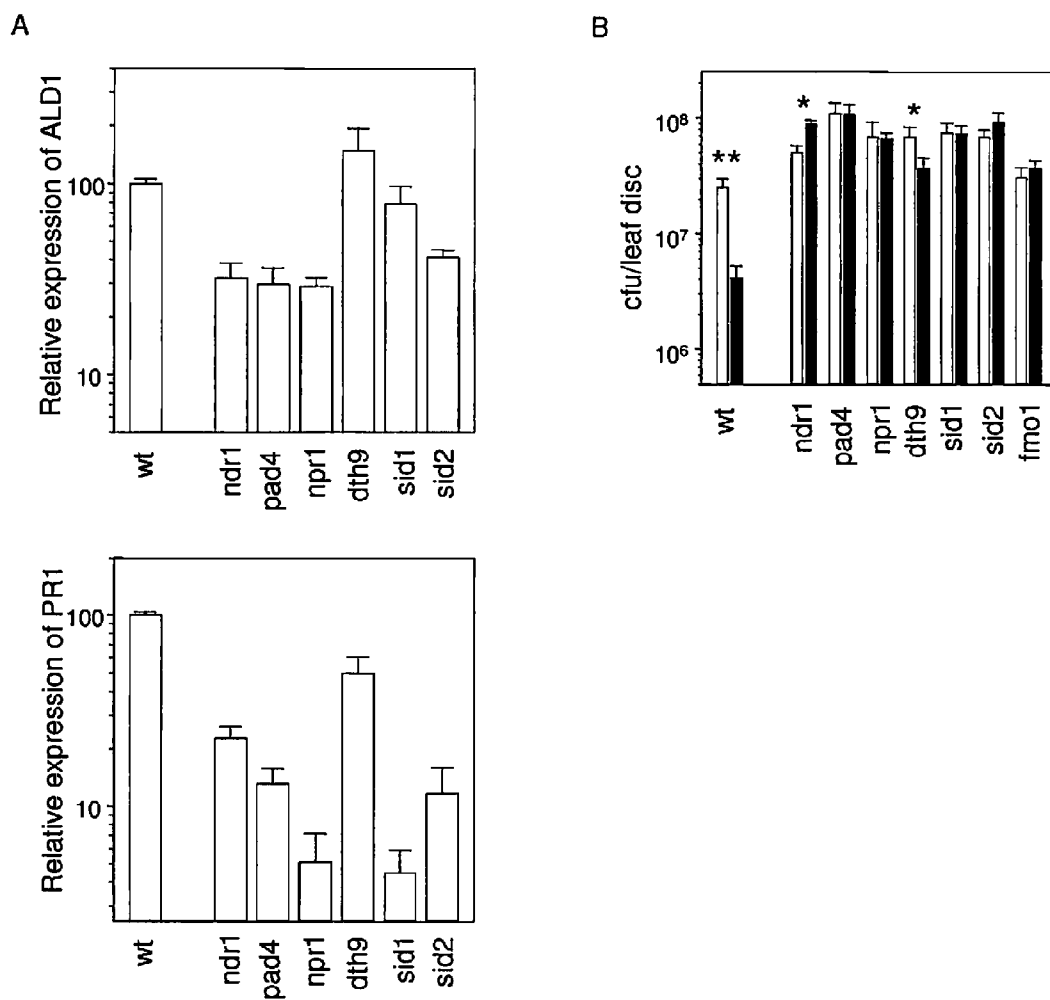 A
Relative expression of ALD1
100
10
wt
ndr1
pad4
npr1
dth9
sid1
sid2
Relative expression of PR1
100
10
wt
ndr1
pad4
npr1
dth9
sid1
sid2
B
cfu/leaf disc
10⁸
10⁷
10⁶
**
*
*
wt
ndr1
pad4
npr1
dth9
sid1
sid2
fmo1